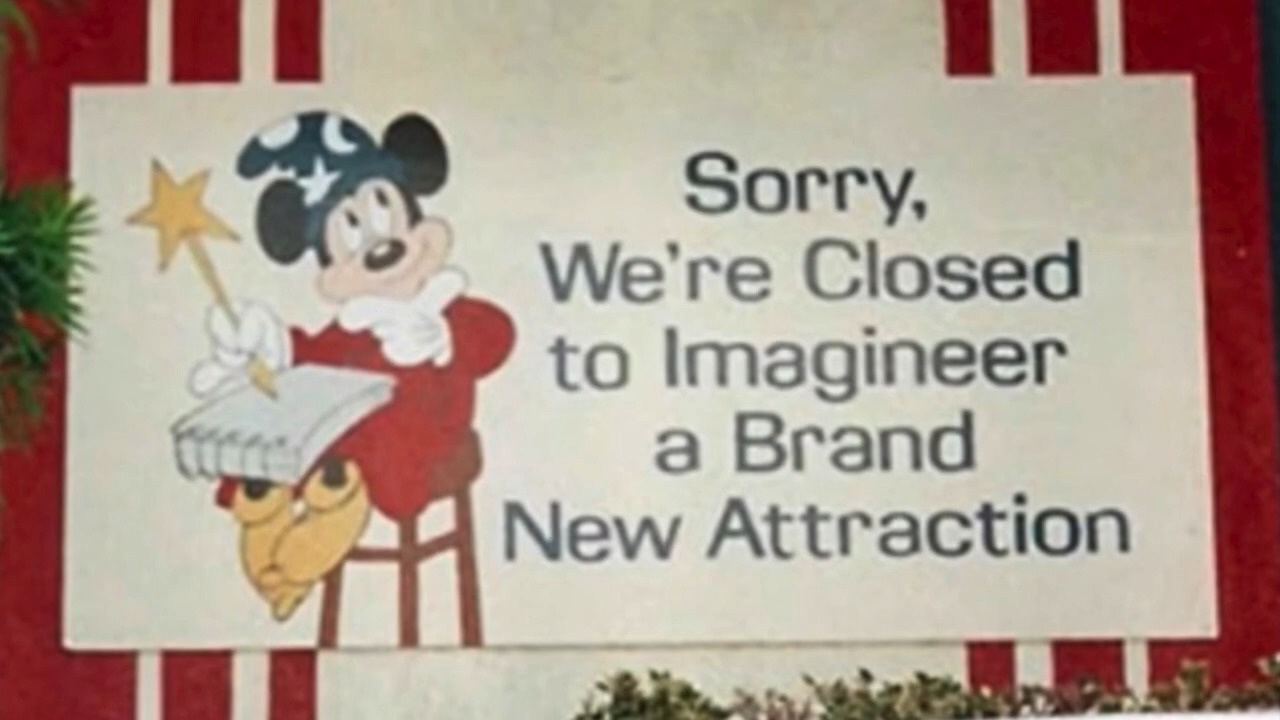 Sorry,
We're Closed
to Imagineer
a Brand
New Attraction